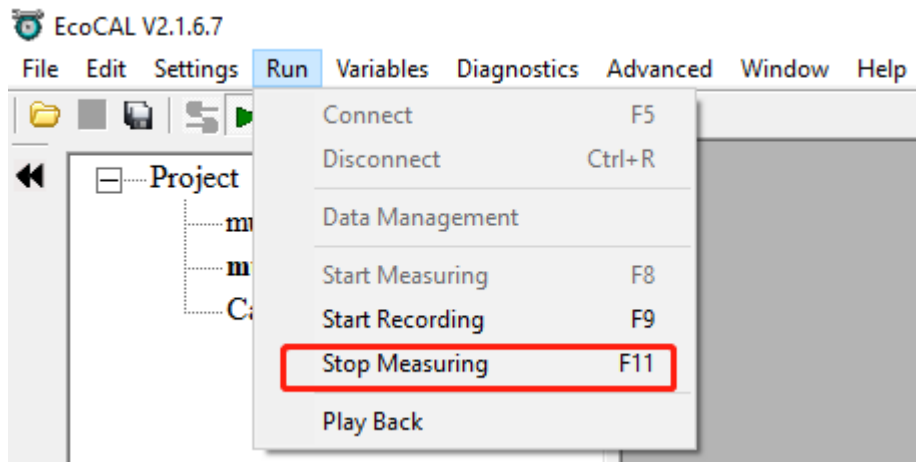 EcoCAL V2.1.6.7
File Edit Settings Run Variables Diagnostics Advanced Window Help
Connect F5
Project
Disconnect Ctrl+R
Data Management
Start Measuring F8
Start Recording F9
Stop Measuring F11
Play Back